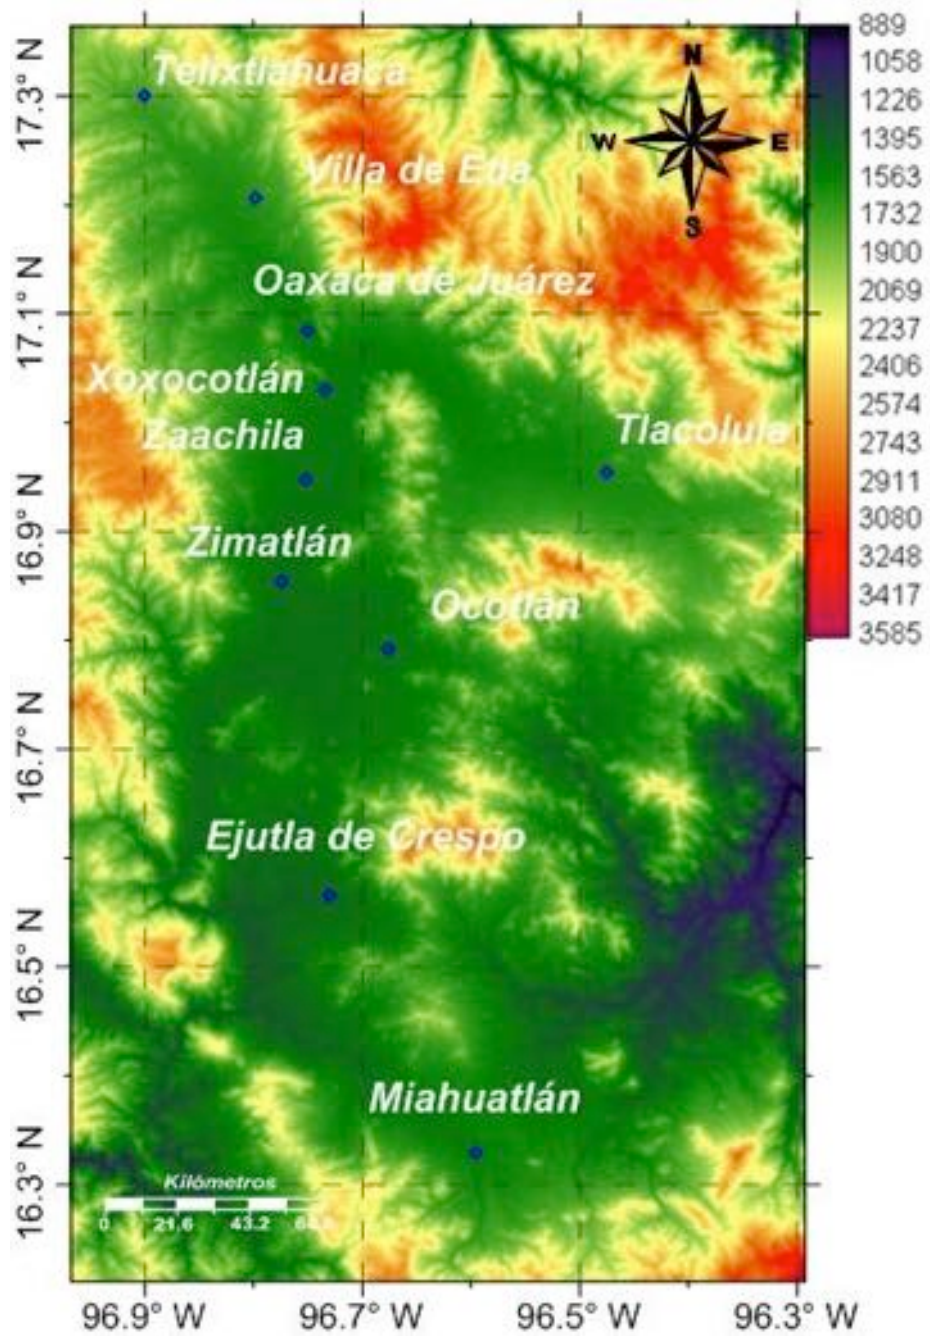 889
1058
1226
1395
1563
1732
1900
2069
2237
2406
2574
2743
2911
3080
3248
3417
3585
N
W
E
S
Telixtlahuaca
Villa de Etla
Oaxaca de Juárez
Xoxocotlán
Zaachila
Tlacolula
Zimatlán
Ocotlán
Ejutla de Crespo
Miahuatlán
Kilómetros
0 21.6 43.2
17.3° N
17.1° N
16.9° N
16.7° N
16.5° N
16.3° N
96.9° W 96.7° W 96.5° W 96.3° W